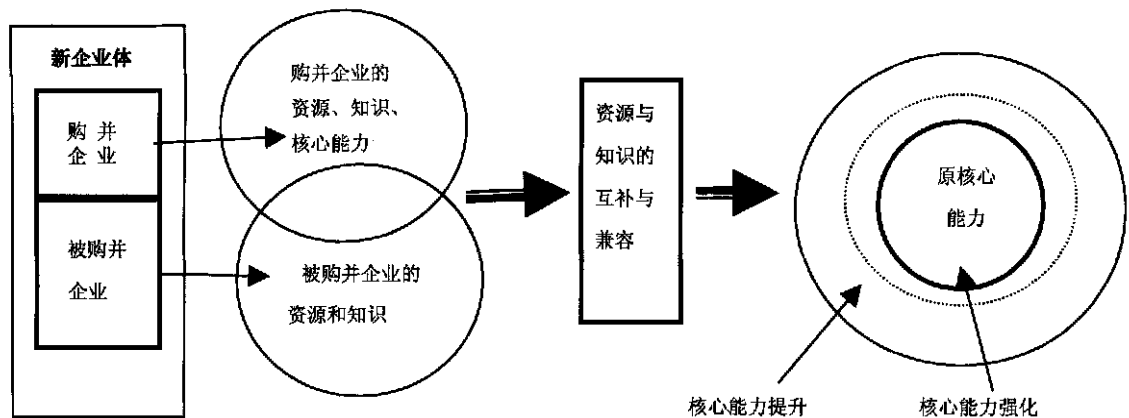 新企业体
购 并
企 业
被购并
企业
购并企业的
资源、知识、
核心能力
被购并企业的
资源和知识
资源与
知识的
互补与
兼容
原核心
能力
核心能力提升
核心能力强化